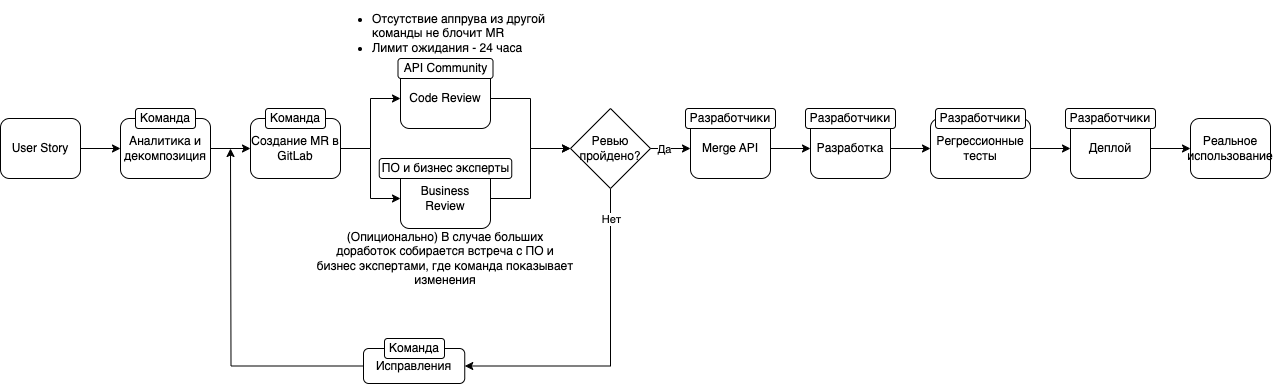 • Отсутствие аппрува из другой
команды не блочит MR
• Лимит ожидания - 24 часа
API Community
Code Review
User Story
Команда
Аналитика и
декомпозиция
Команда
Создание MR в
GitLab
ПО и бизнес эксперты
Business
Review
(Опиционально) В случае больших
доработок собирается встреча с ПО и
бизнес экспертами, где команда показывает
изменения
Ревью
пройдено?
Да
Нет
Разработчики
Merge API
Разработчики
Разработка
Разработчики
Регрессионные
тесты
Разработчики
Деплой
Реальное
использование
Команда
Исправления